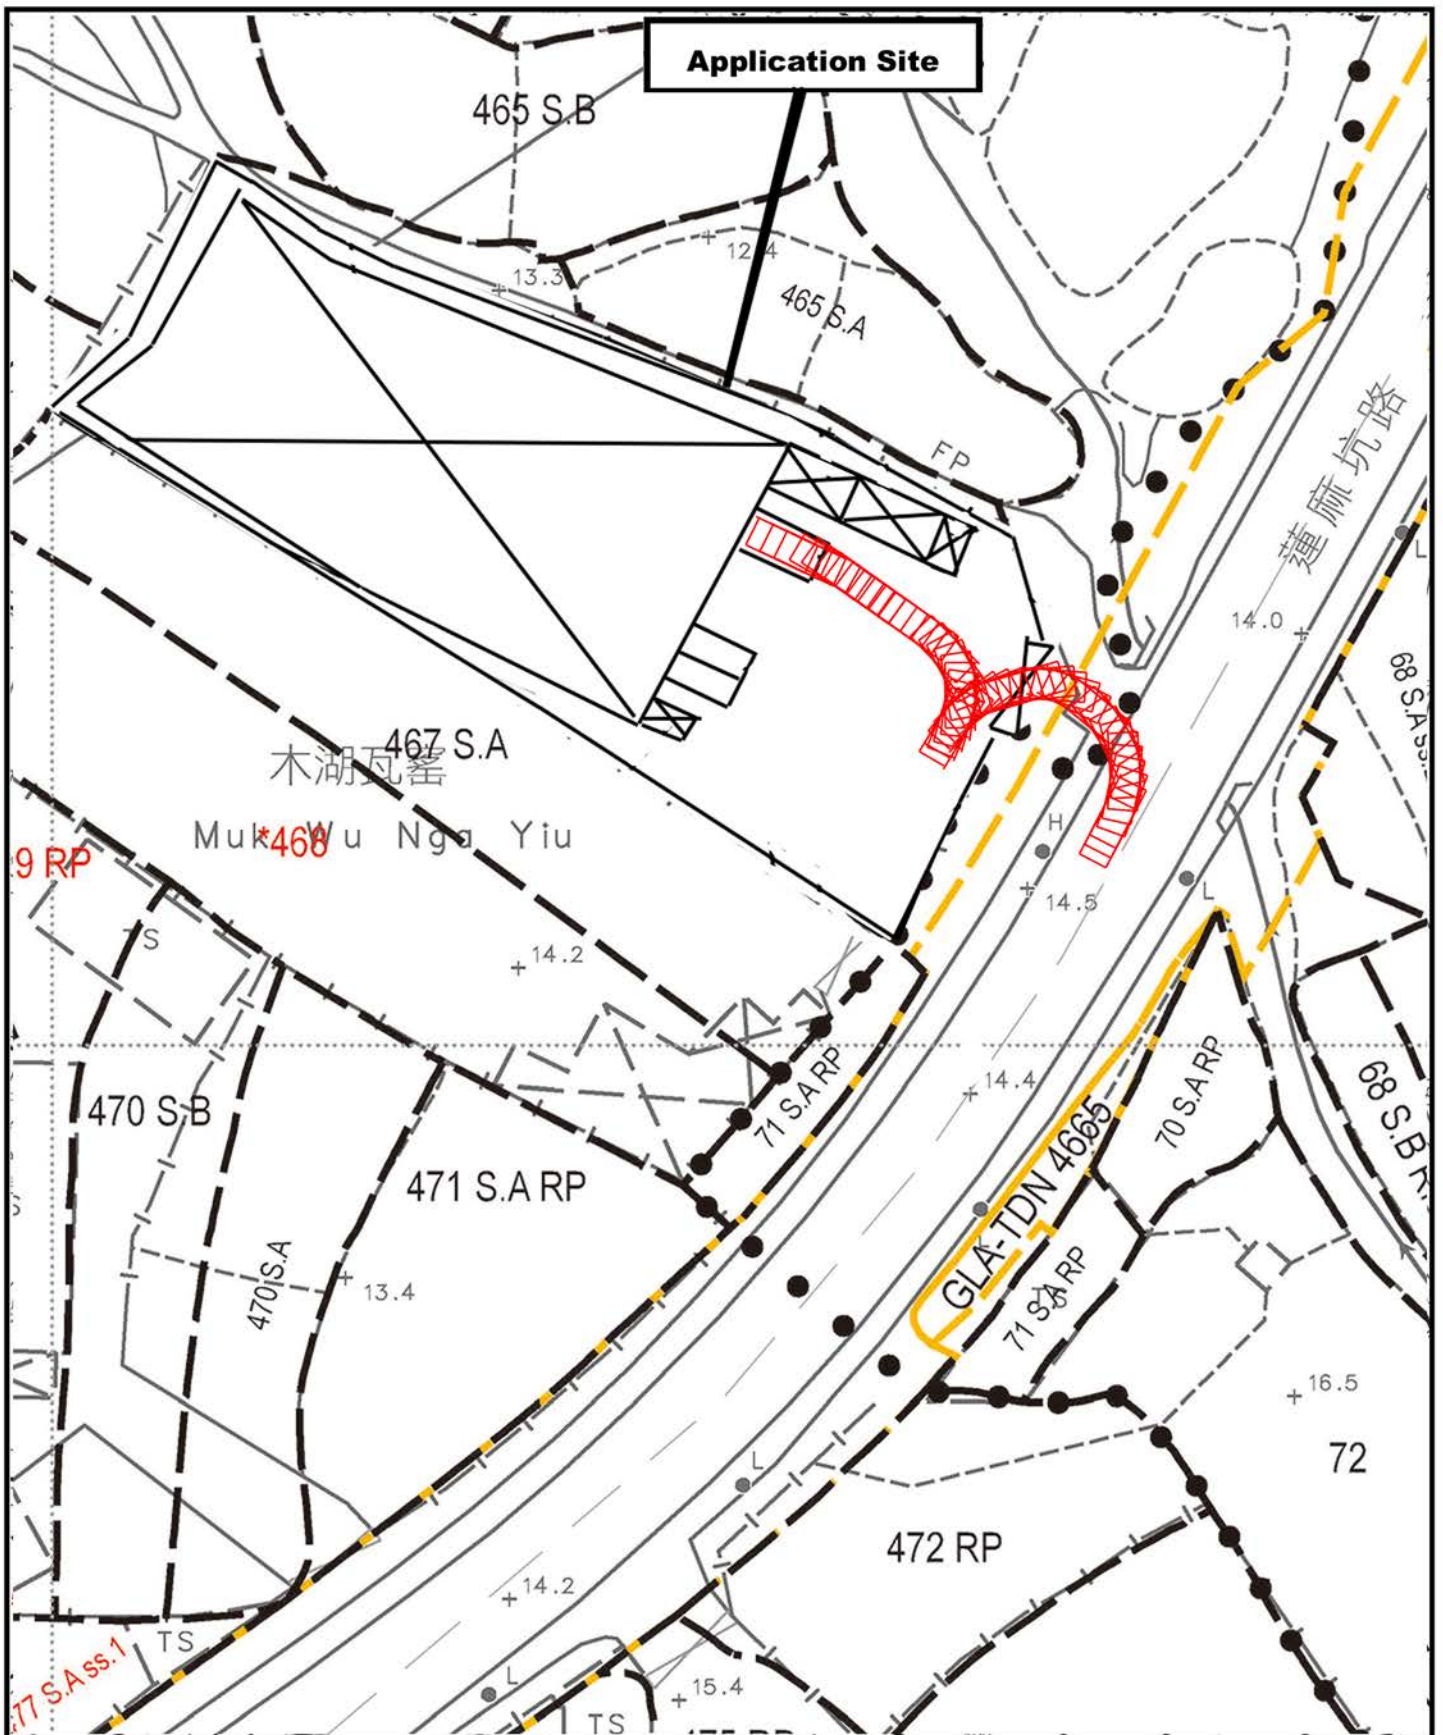 Application Site
465 S.B
12.4
13.3
465 S.A
FP
蓮麻坑路
L
14.0
68 S.A ss.
467 S.A
木湖瓦窰
Muk Wu Nga Yiu
*468
9 RP
H
14.5
L
TS
14.2
14.4
71 S.A RP
70 S.A RP
68 S.B R
470 S.B
471 S.A RP
GLA-TDN 4665
470 S.A
13.4
71 S.A RP
TS
16.5
72
L
472 RP
14.2
TS
77 S.A ss.1
L
15.4
TS